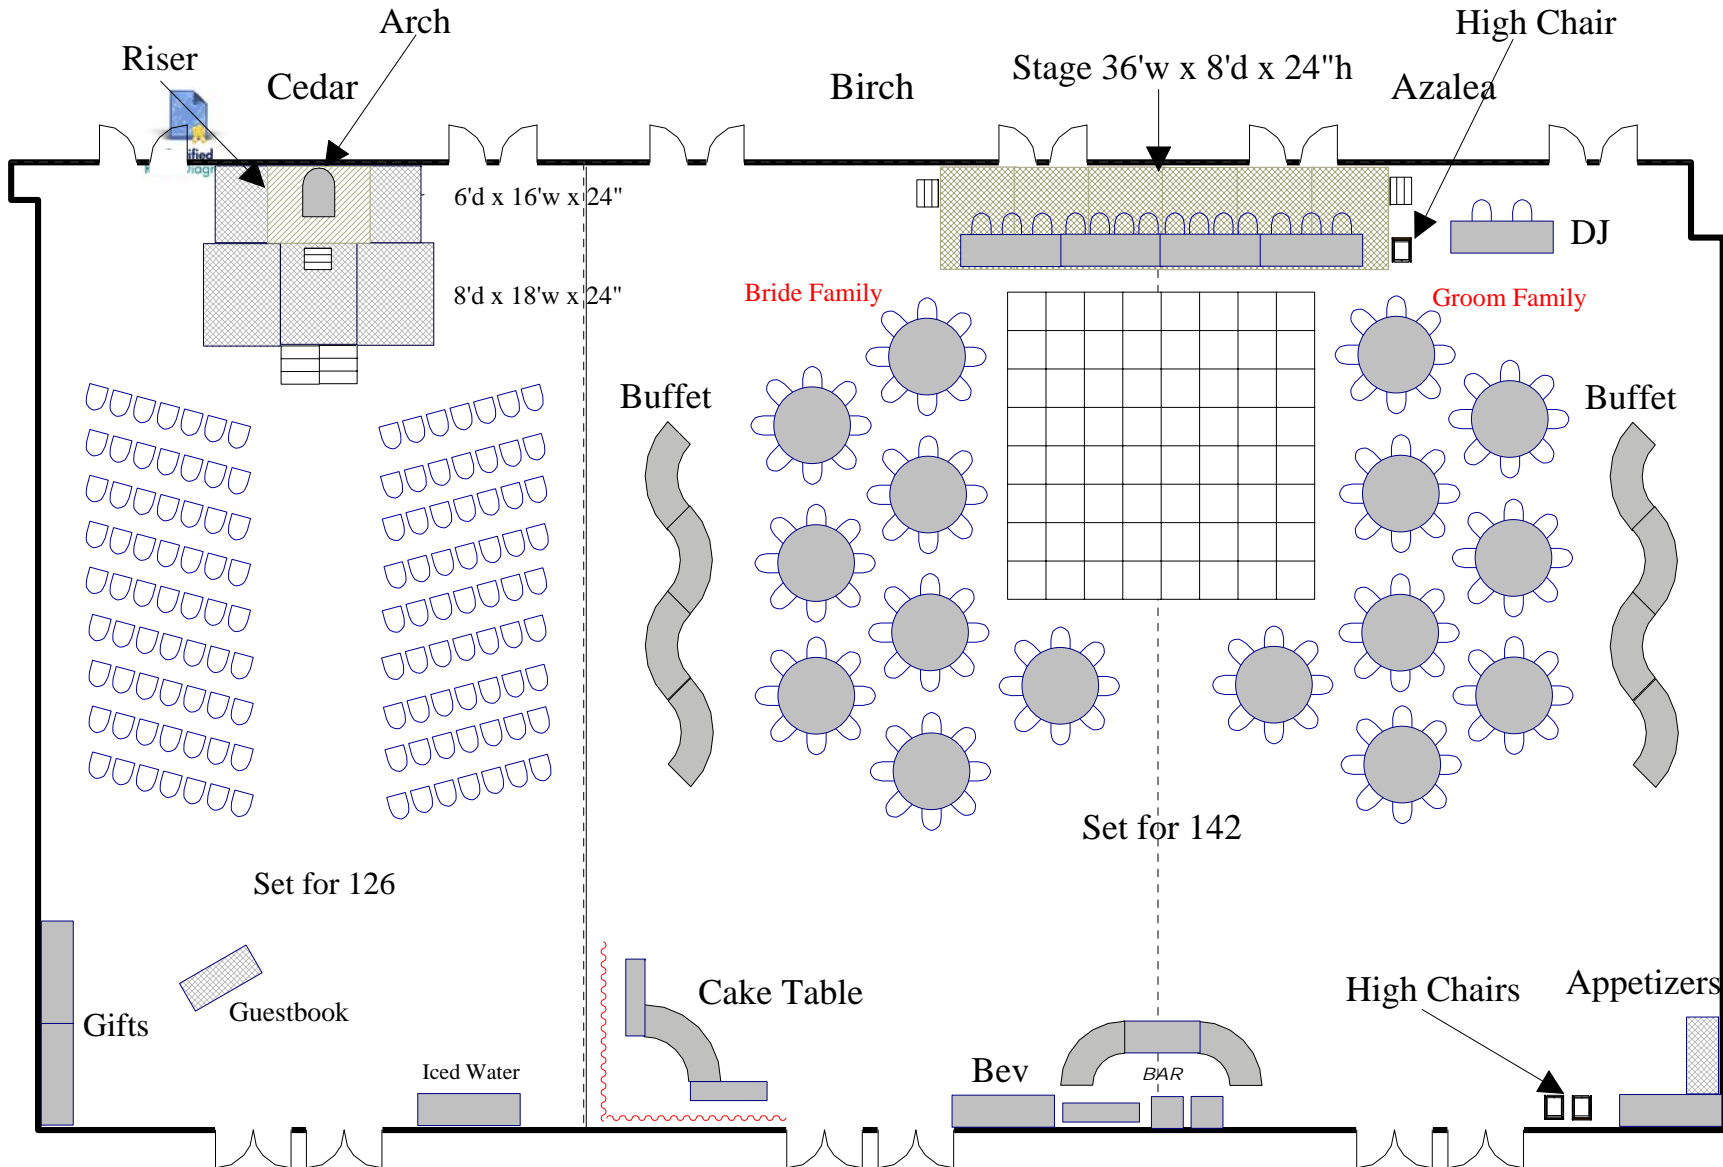 Arch
High Chair
Riser
Cedar
Birch
Stage 36'w x 8'd x 24"h
Azalea
ified
Diagr
6'd x 16'w x 24"
DJ
8'd x 18'w x 24"
Bride Family
Groom Family
Buffet
Buffet
Set for 142
Set for 126
Cake Table
High Chairs
Appetizers
Guestbook
Gifts
Iced Water
Bev
BAR